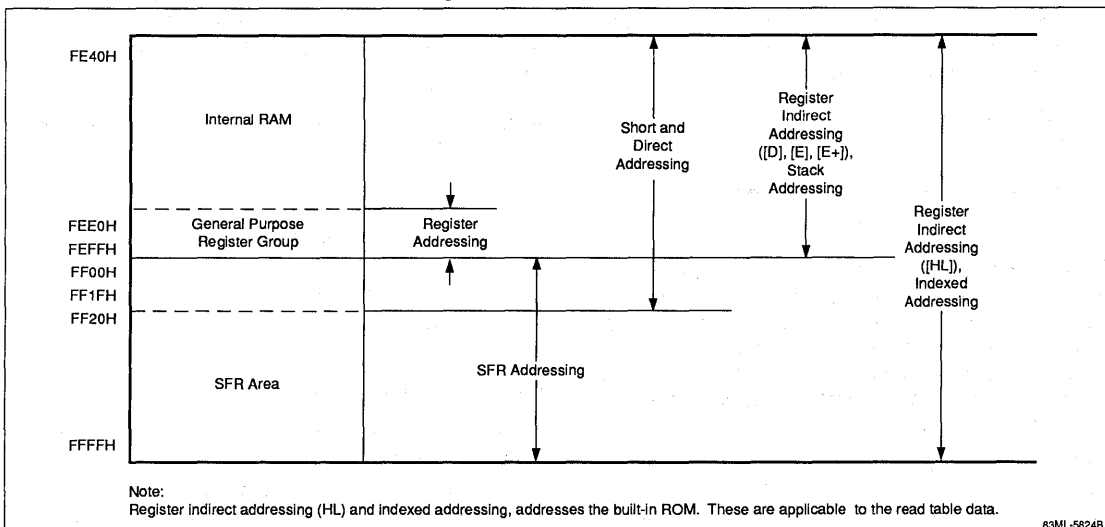 FE40H
Internal RAM
FEE0H
FEFFH
General Purpose
Register Group
FF00H
FF1FH
FF20H
SFR Area
FFFFH
Register
Addressing
SFR Addressing
Short and
Direct
Addressing
Register
Indirect
Addressing
([D], [E], [E+]),
Stack
Addressing
Register
Indirect
Addressing
([HL]),
Indexed
Addressing
Note:
Register indirect addressing (HL) and indexed addressing, addresses the built-in ROM. These are applicable to the read table data.
83ML-5824B